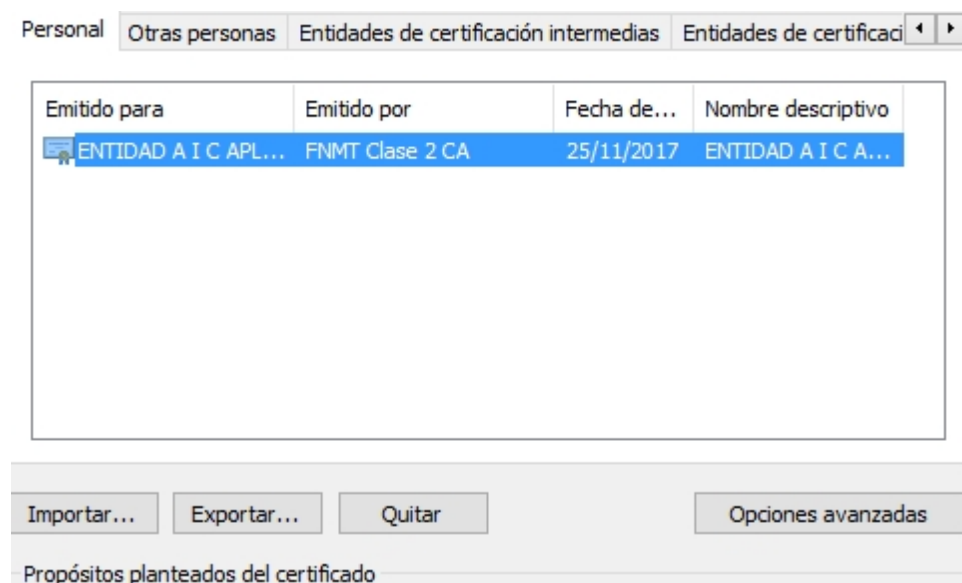 Personal Otras personas Entidades de certificación intermedias Entidades de certificaci
Emitido para Emitido por Fecha de... Nombre descriptivo
ENTIDAD A I C APL... FNMT Clase 2 CA 25/11/2017 ENTIDAD A I C A...
Importar... Exportar... Quitar Opciones avanzadas
Propósitos planteados del certificado